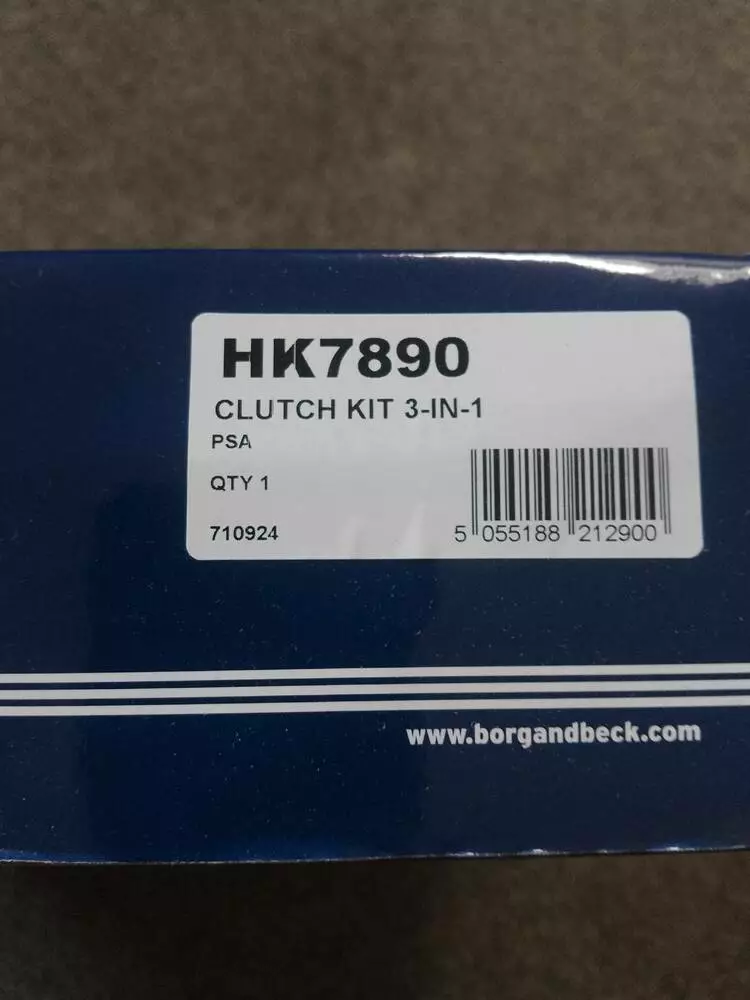 HK7890
CLUTCH KIT 3-IN-1
PSA
QTY 1
710924
5 055188 212900
www.borgandbeck.com